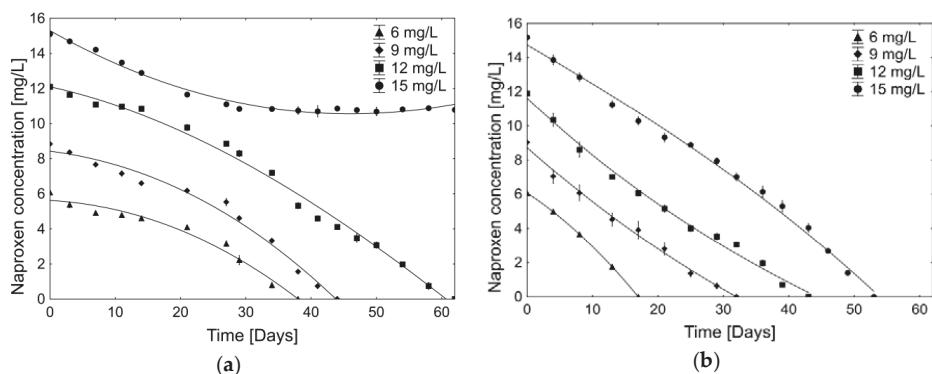 16
14
12
10
8
6
4
2
0
Naproxen concentration [mg/L]
6 mg/L
9 mg/L
12 mg/L
15 mg/L
0 10 20 30 40 50 60
Time [Days]
(a)
16
14
12
10
8
6
4
2
0
Naproxen concentration [mg/L]
6 mg/L
9 mg/L
12 mg/L
15 mg/L
0 10 20 30 40 50 60
Time [Days]
(b)